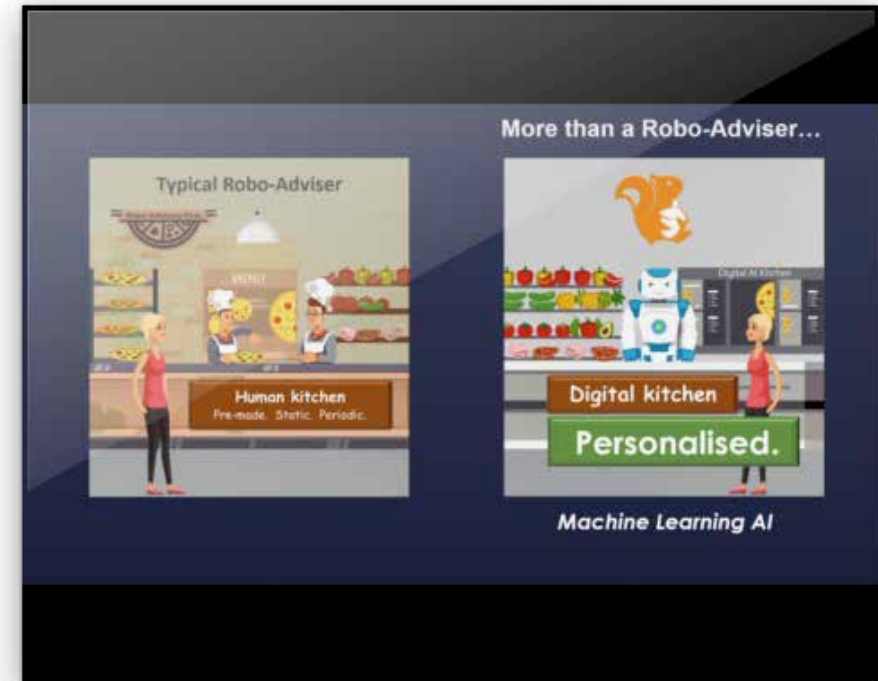 More than a Robo-Adviser...
Typical Robo-Adviser
MENU
Human kitchen
Pre-made. Static. Periodic.
Digital AI Kitchen
Digital kitchen
Personalised.
Machine Learning AI